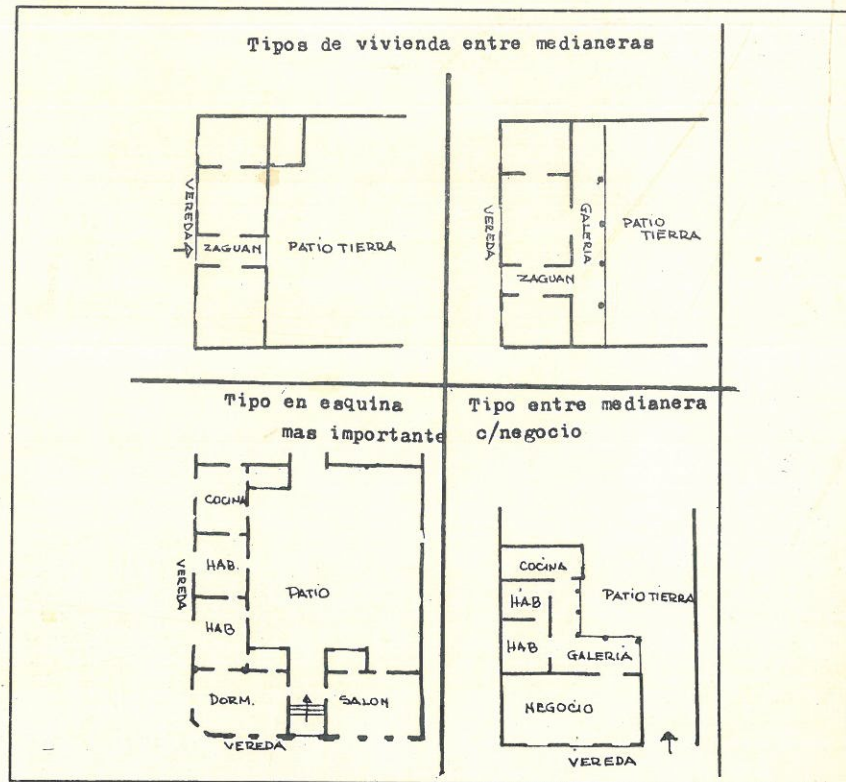 Tipos de vivienda entre medianeras
VEREDA
ZAGUAN
PATIO TIERRA
VEREDA
ZAGUAN
GALERIA
PATIO
TIERRA
Tipo en esquina
mas importante
COCINA
HAB.
HAB
VEREDA
PATIO
DORM.
SALON
VEREDA
Tipo entre medianera
c/negocio
COCINA
HAB
HAB
PATIO TIERRA
GALERIA
NEGOCIO
VEREDA